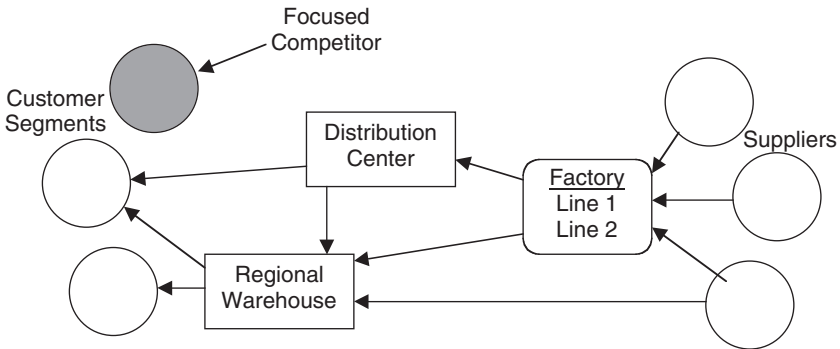 Focused
Competitor
Customer
Segments
Distribution
Center
Suppliers
Factory
Line 1
Line 2
Regional
Warehouse